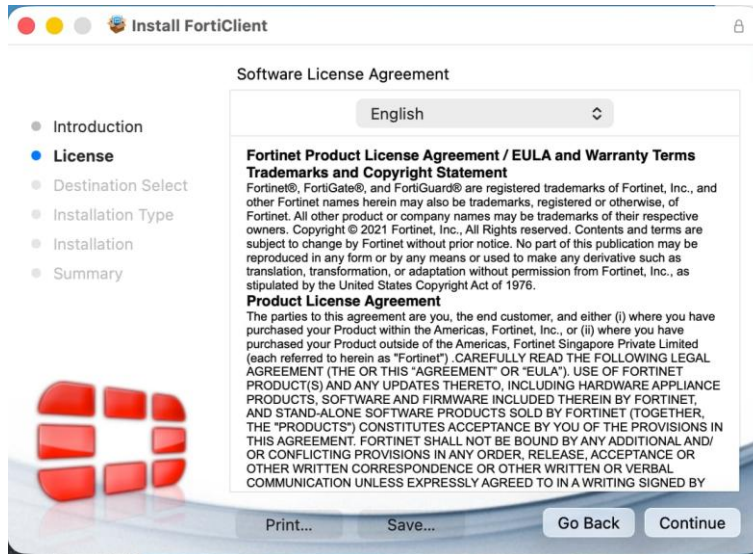 Install FortiClient
Software License Agreement
English
Introduction
License
Destination Select
Installation Type
Installation
Summary
Fortinet Product License Agreement / EULA and Warranty Terms
Trademarks and Copyright Statement
Fortinet®, FortiGate®, and FortiGuard® are registered trademarks of Fortinet, Inc., and
other Fortinet names herein may also be trademarks, registered or otherwise, of
Fortinet. All other product or company names may be trademarks of their respective
owners. Copyright © 2021 Fortinet, Inc., All Rights reserved. Contents and terms are
subject to change by Fortinet without prior notice. No part of this publication may be
reproduced in any form or by any means or used to make any derivative such as
translation, transformation, or adaptation without permission from Fortinet, Inc., as
stipulated by the United States Copyright Act of 1976.
Product License Agreement
The parties to this agreement are you, the end customer, and either (i) where you have
purchased your Product within the Americas, Fortinet, Inc., or (ii) where you have
purchased your Product outside of the Americas, Fortinet Singapore Private Limited
(each referred to herein as "Fortinet") .CAREFULLY READ THE FOLLOWING LEGAL
AGREEMENT (THE OR THIS “AGREEMENT” OR “EULA”). USE OF FORTINET
PRODUCT(S) AND ANY UPDATES THERETO, INCLUDING HARDWARE APPLIANCE
PRODUCTS, SOFTWARE AND FIRMWARE INCLUDED THEREIN BY FORTINET,
AND STAND-ALONE SOFTWARE PRODUCTS SOLD BY FORTINET (TOGETHER,
THE "PRODUCTS") CONSTITUTES ACCEPTANCE BY YOU OF THE PROVISIONS IN
THIS AGREEMENT. FORTINET SHALL NOT BE BOUND BY ANY ADDITIONAL AND/
OR CONFLICTING PROVISIONS IN ANY ORDER, RELEASE, ACCEPTANCE OR
OTHER WRITTEN CORRESPONDENCE OR OTHER WRITTEN OR VERBAL
COMMUNICATION UNLESS EXPRESSLY AGREED TO IN A WRITING SIGNED BY
Print... Save... Go Back Continue